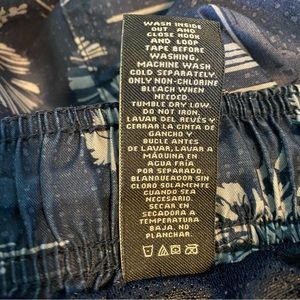 WASH INSIDE
OUT AND
CLOSE HOOK
AND LOOP
TAPE BEFORE
WASHING.
MACHINE WASH
COLD SEPARATELY
ONLY NON-CHLORINE
BLEACH WHEN
NEEDED.
TUMBLE DRY LOW.
DO NOT IRON.
LAVAR DEL REVÉS Y
CERRAR LA CINTA DE
GANCHO Y
BUCLE ANTES
DE LAVAR, LAVAR A
MÁQUINA EN
AGUA FRÍA
POR SEPARADO.
BLANQUEADOR SIN
CLORO SOLAMENTE
CUANDO SEA
NECESARIO.
SECAR EN
SECADORA A
TEMPERATURA
BAJA. NO
PLANCHAR.